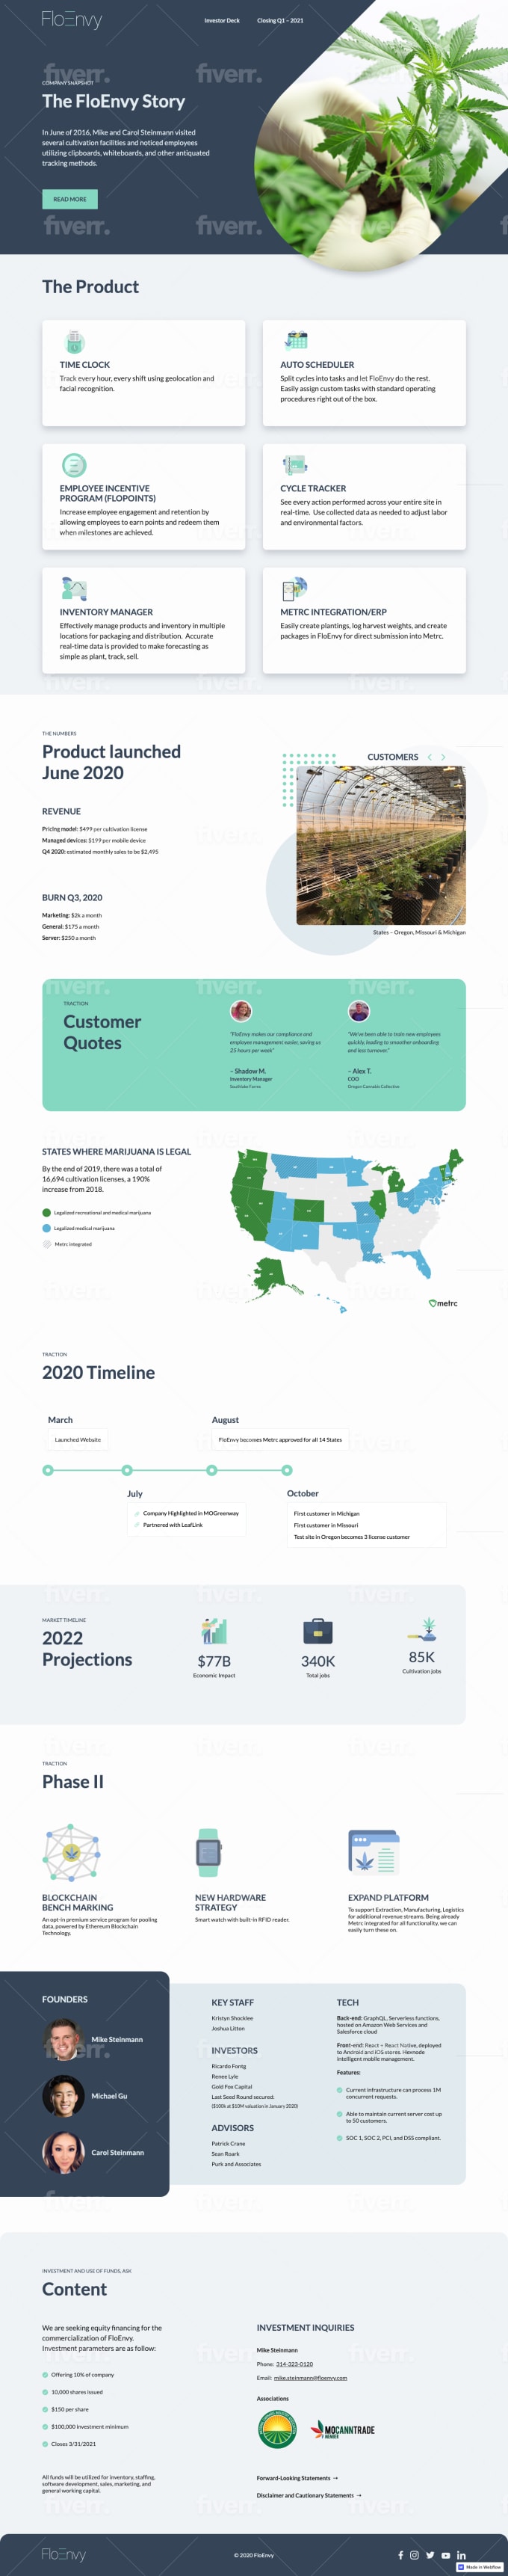 FloEnvy
Investor Deck
Closing Q1 – 2021
COMPANY SNAPSHOT
The FloEnvy Story
In June of 2016, Mike and Carol Steinmann visited
several cultivation facilities and noticed employees
utilizing clipboards, whiteboards, and other antiquated
tracking methods.
READ MORE
fiverr.
The Product
TIME CLOCK
Track every hour, every shift using geolocation and
facial recognition.
AUTO SCHEDULER
Split cycles into tasks and let FloEnvy do the rest.
Easily assign custom tasks with standard operating
procedures right out of the box.
EMPLOYEE INCENTIVE
PROGRAM (FLOPOINTS)
Increase employee engagement and retention by
allowing employees to earn points and redeem them
when milestones are achieved.
CYCLE TRACKER
See every action performed across your entire site in
real-time. Use collected data as needed to adjust labor
and environmental factors.
INVENTORY MANAGER
Effectively manage products and inventory in multiple
locations for packaging and distribution. Accurate
real-time data is provided to make forecasting as
simple as plant, track, sell.
METRC INTEGRATION/ERP
Easily create plantings, log harvest weights, and create
packages in FloEnvy for direct submission into Metrc.
THE NUMBERS
Product launched
June 2020
REVENUE
Pricing model: $499 per cultivation license
Managed devices: $199 per mobile device
Q4 2020: estimated monthly sales to be $2,495
BURN Q3, 2020
Marketing: $2k a month
General: $175 a month
Server: $250 a month
CUSTOMERS
States – Oregon, Missouri & Michigan
TRACTION
Customer
Quotes
"FloEnvy makes our compliance and
employee management easier, saving us
25 hours per week"
– Shadow M.
Inventory Manager
Southlake Farms
"We've been able to train new employees
quickly, leading to smoother onboarding
and less turnover."
– Alex T.
COO
Oregon Cannabis Collective
STATES WHERE MARIJUANA IS LEGAL
By the end of 2019, there was a total of
16,694 cultivation licenses, a 190%
increase from 2018.
Legalized recreational and medical marijuana
Legalized medical marijuana
Metrc integrated
metrc
TRACTION
2020 Timeline
March
Launched Website
August
FloEnvy becomes Metrc approved for all 14 States
July
Company Highlighted in MOGreenway
Partnered with LeafLink
October
First customer in Michigan
First customer in Missouri
Test site in Oregon becomes 3 license customer
MARKET TIMELINE
2022
Projections
$77B
Economic Impact
340K
Total jobs
85K
Cultivation jobs
TRACTION
Phase II
BLOCKCHAIN
BENCH MARKING
An opt-in premium service program for pooling
data, powered by Ethereum Blockchain
Technology.
NEW HARDWARE
STRATEGY
Smart watch with built-in RFID reader.
EXPAND PLATFORM
To support Extraction, Manufacturing, Logistics
for additional revenue streams. Being already
Metrc integrated for all functionality, we can
easily turn these on.
FOUNDERS
Mike Steinmann
Michael Gu
Carol Steinmann
KEY STAFF
Kristyn Shocklee
Joshua Litton
INVESTORS
Ricardo Fonig
Renee Lyle
Gold Fox Capital
Last Seed Round secured.
($100k at $10M valuation in January 2020)
ADVISORS
Patrick Crane
Sean Roark
Purk and Associates
TECH
Back-end: GraphQL, Serverless functions,
hosted on Amazon Web Services and
Salesforce cloud
Front-end: React + React Native, deployed
to Android and iOS stores. Hexnode
intelligent mobile management.
Features:
Current infrastructure can process 1M
concurrent requests.
Able to maintain current server cost up
to 50 customers.
SOC 1, SOC 2, PCI, and DSS compliant.
INVESTMENT AND USE OF FUNDS, ASK
Content
We are seeking equity financing for the
commercialization of FloEnvy.
Investment parameters are as follow:
Offering 10% of company
10,000 shares issued
$150 per share
$100,000 investment minimum
Closes 3/31/2021
All funds will be utilized for inventory, staffing,
software development, sales, marketing, and
general working capital.
INVESTMENT INQUIRIES
Mike Steinmann
Phone: 314-323-0120
Email: mike.steinmann@floenvy.com
Associations
MOCANNTRADE
MEMBER
Forward-Looking Statements →
Disclaimer and Cautionary Statements →
FloEnvy
© 2020 FloEnvy
Made in Webflow